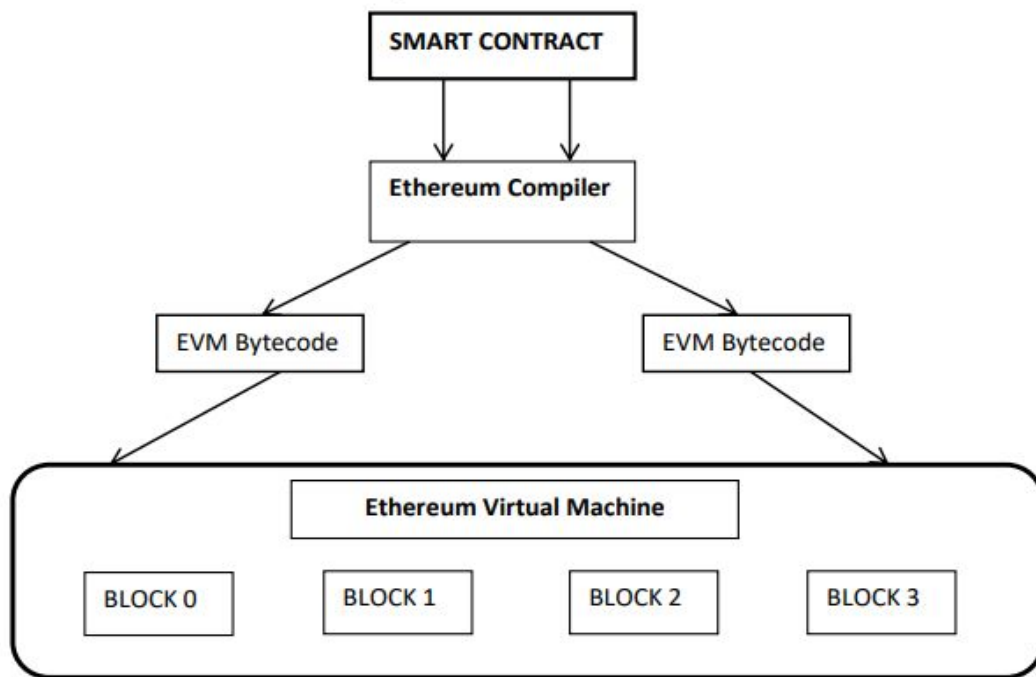 SMART CONTRACT
Ethereum Compiler
EVM Bytecode
EVM Bytecode
Ethereum Virtual Machine
BLOCK 0
BLOCK 1
BLOCK 2
BLOCK 3